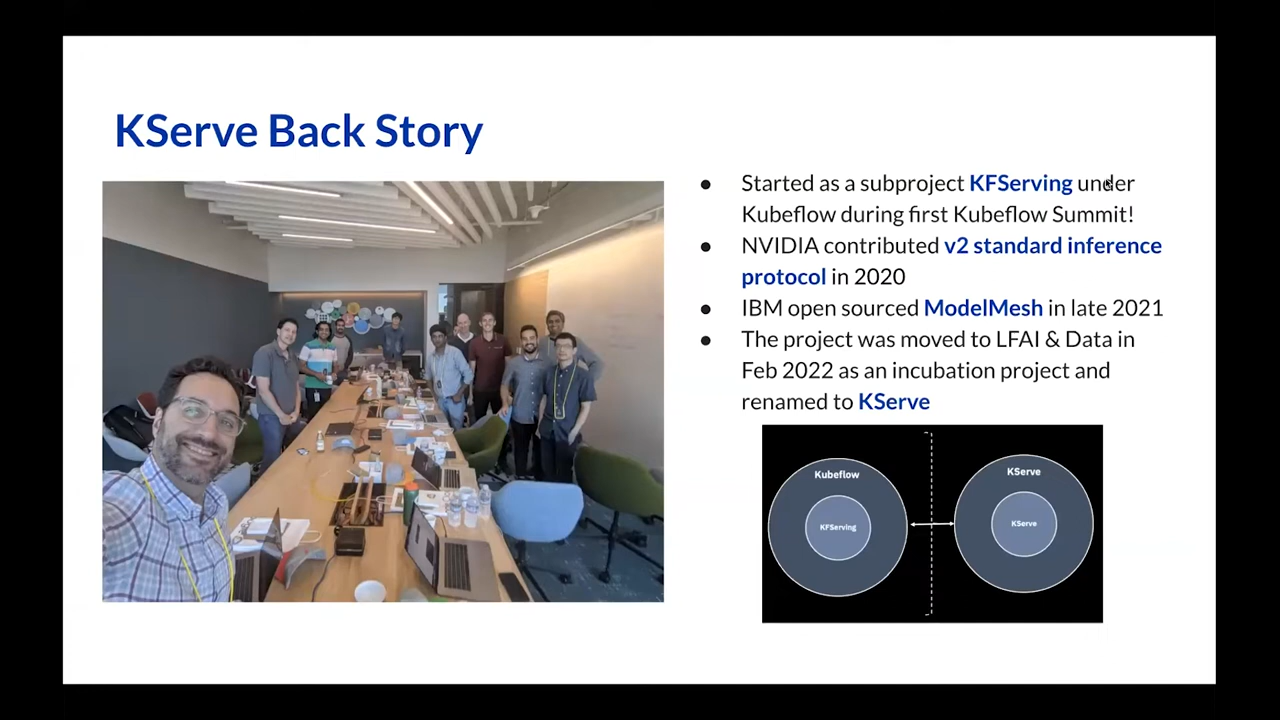 KServe Back Story
● Started as a subproject KFServing under
Kubeflow during first Kubeflow Summit!
● NVIDIA contributed v2 standard inference
protocol in 2020
● IBM open sourced ModelMesh in late 2021
● The project was moved to LFAI & Data in
Feb 2022 as an incubation project and
renamed to KServe
Kubeflow
KFServing
KServe
KServe